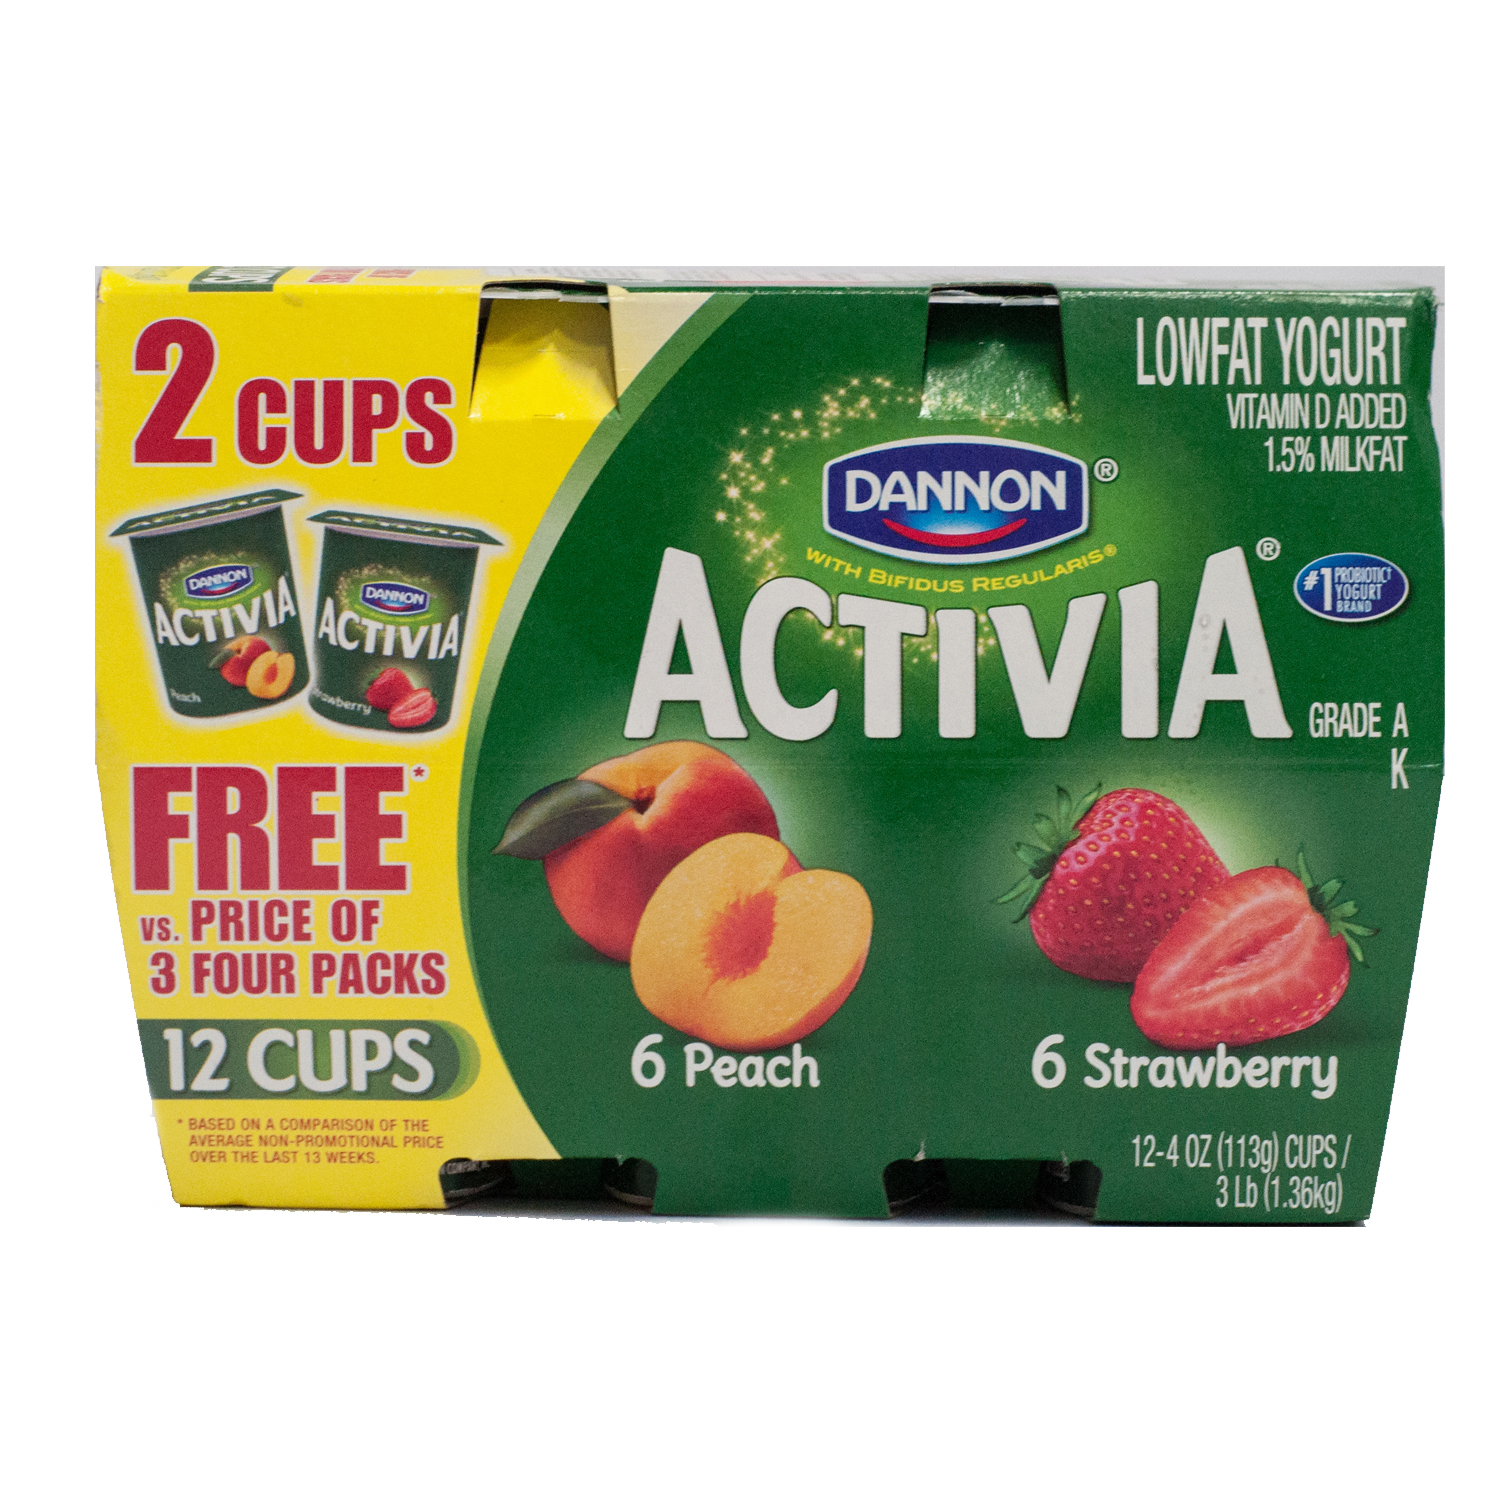 2 CUPS
DANNON
ACTIVIA
Peach
DANNON
ACTIVIA
FREE*
VS. PRICE OF
3 FOUR PACKS
12 CUPS
* BASED ON A COMPARISON OF THE
AVERAGE NON-PROMOTIONAL PRICE
OVER THE LAST 13 WEEKS.
LOWFAT YOGURT
VITAMIN D ADDED
1.5% MILKFAT
DANNON®
WITH BIFIDUS REGULARIS®
ACTIVIA®
#1 PROBIOTIC†
YOGURT
BRAND
GRADE A
K
6 Peach
6 Strawberry
12-4 OZ (113g) CUPS /
3 Lb (1.36kg)